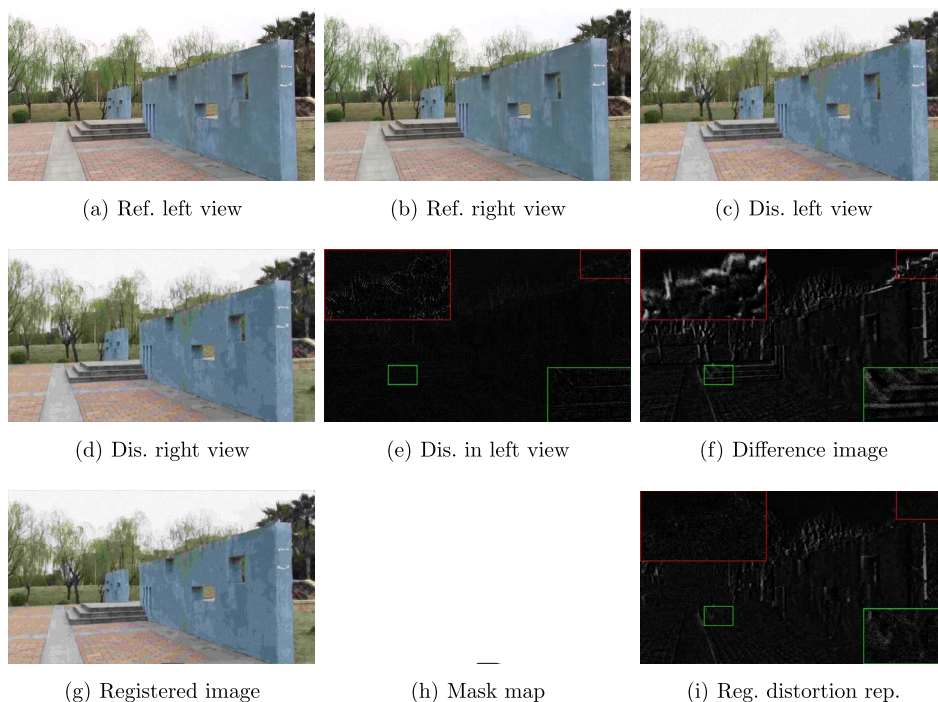 (a) Ref. left view
(b) Ref. right view
(c) Dis. left view
(d) Dis. right view
(e) Dis. in left view
(f) Difference image
(g) Registered image
(h) Mask map
(i) Reg. distortion rep.